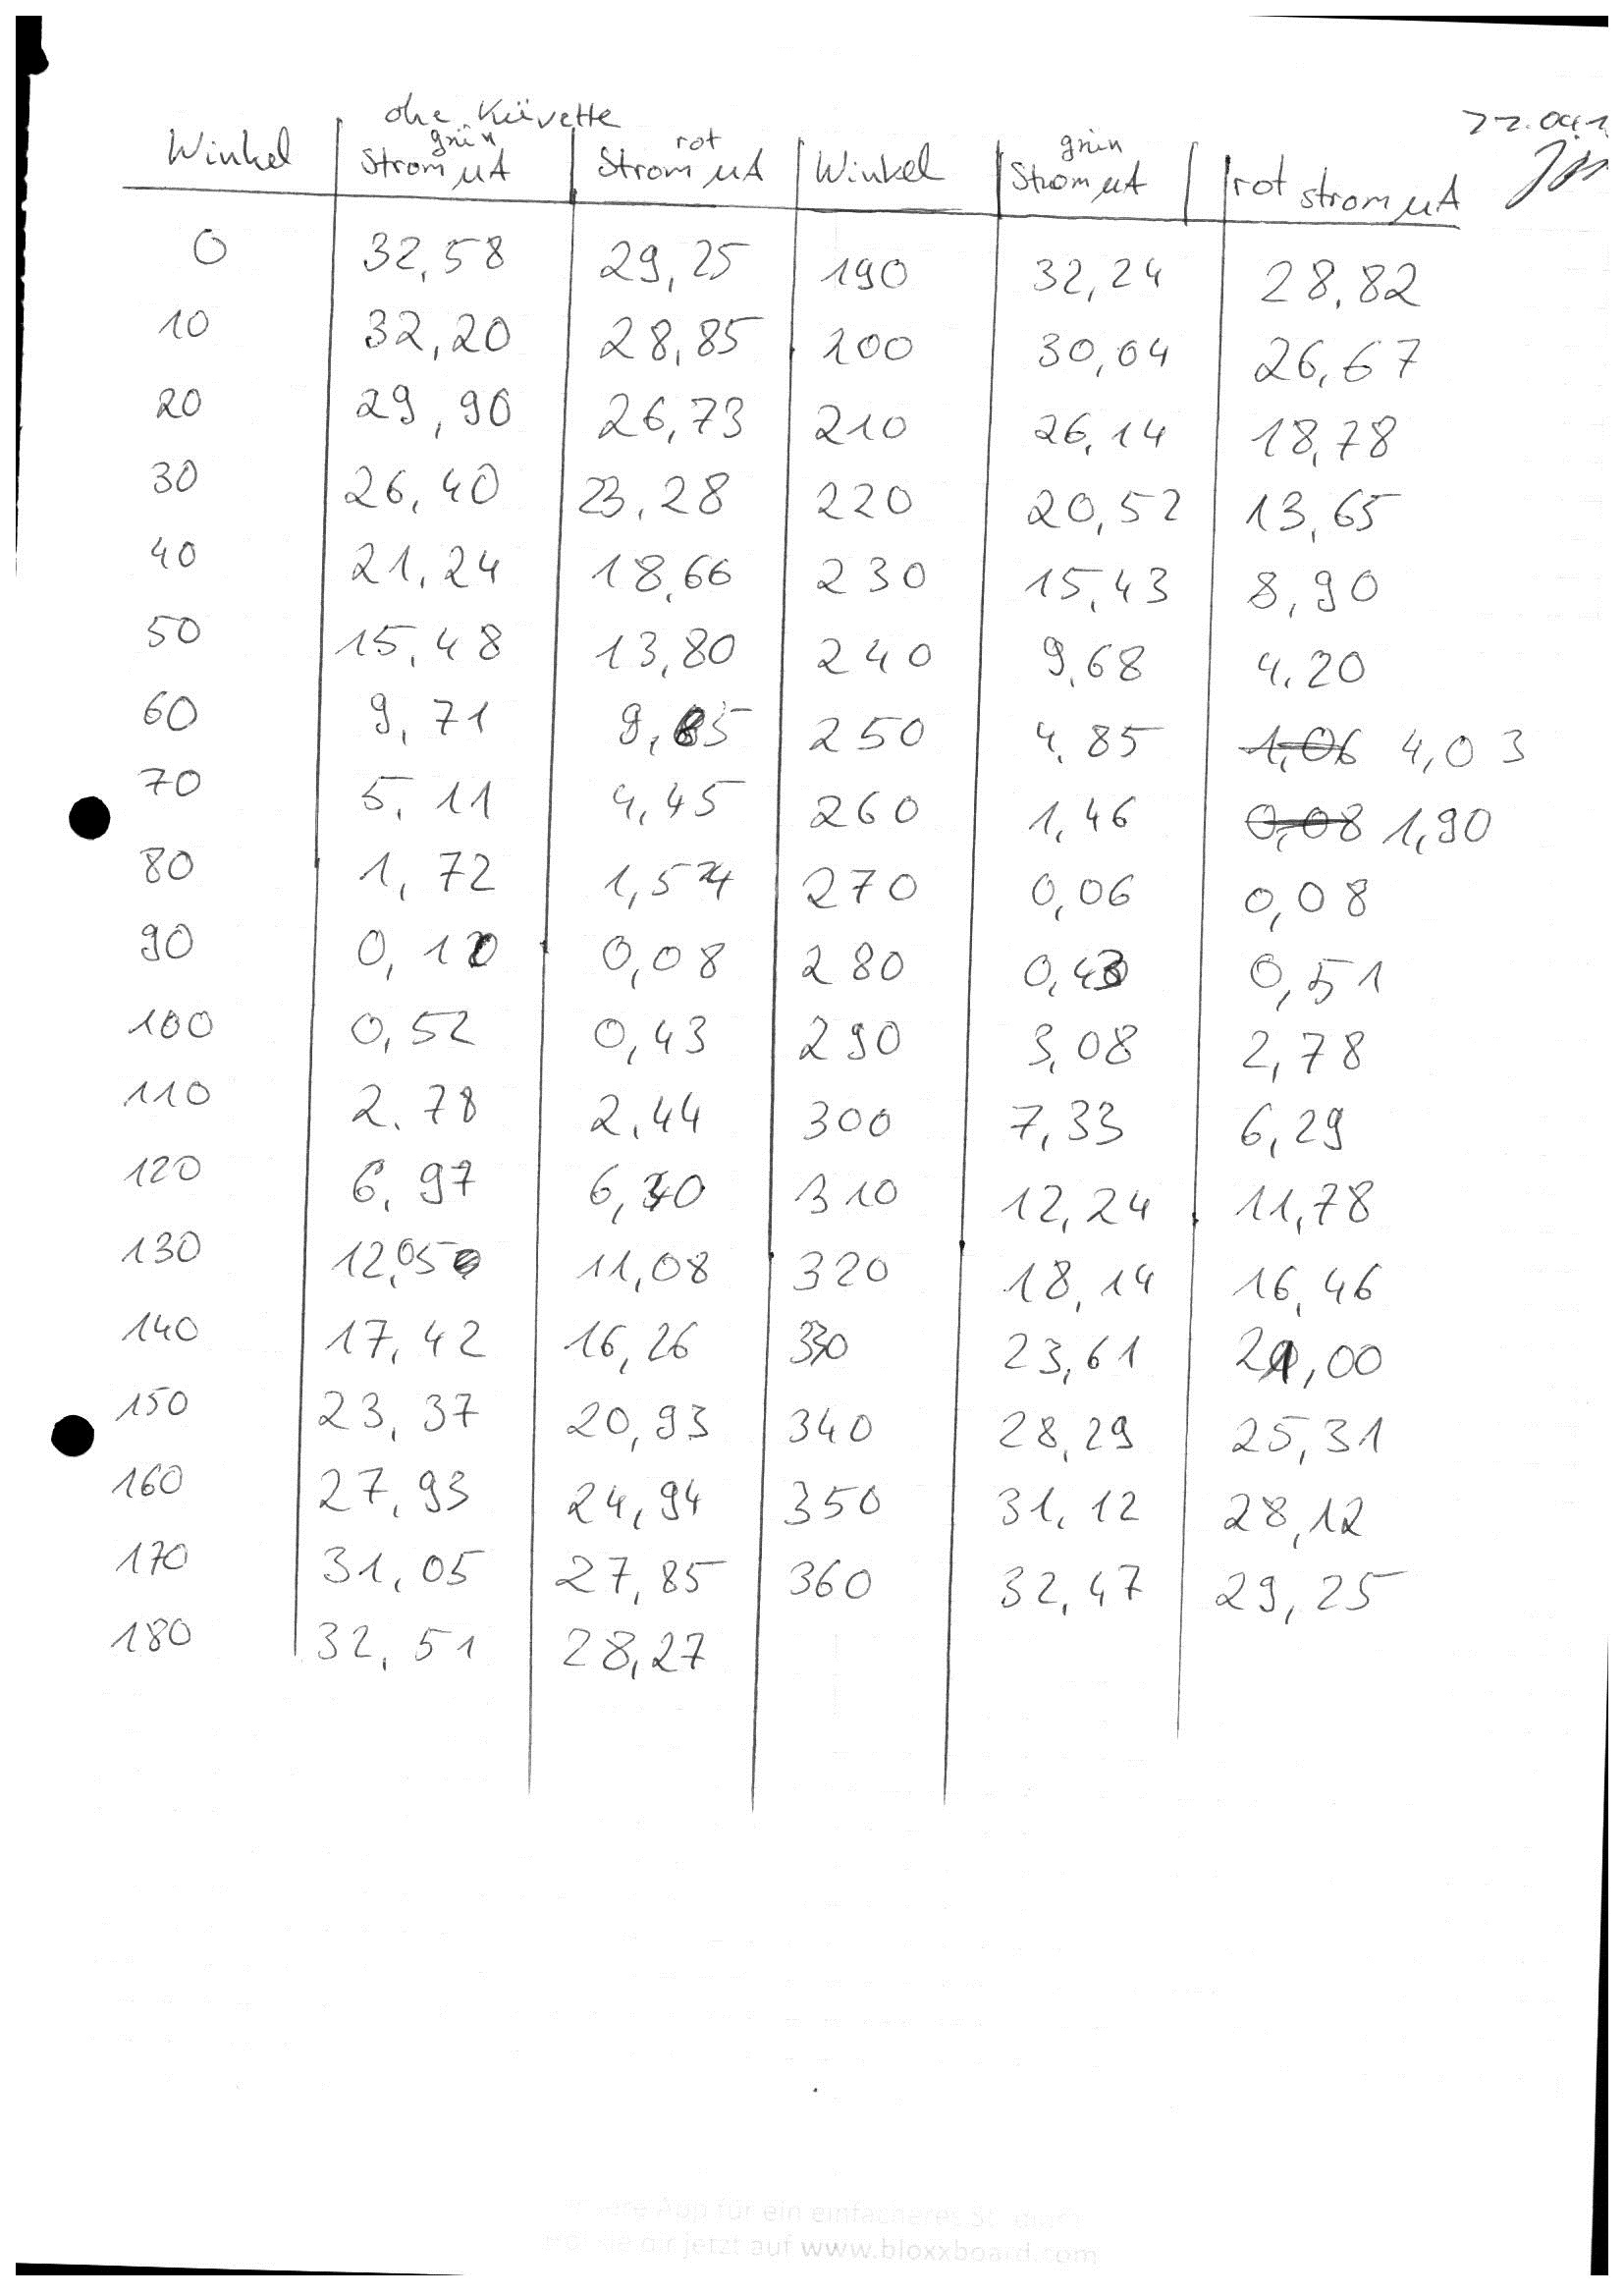 ohe Küvette
22.04.1
Winkel grün Strom µA rot Strom µA Winkel grün Strom µA rot strom µA
0 32,58 29,25 190 32,24 28,82
10 32,20 28,85 200 30,04 26,67
20 29,90 26,73 210 26,14 18,78
30 26,40 23,28 220 20,52 13,65
40 21,24 18,66 230 15,43 8,90
50 15,48 13,80 240 9,68 4,20
60 9,71 9,85 250 4,85 1,06 4,03
70 5,11 4,45 260 1,46 0,08 1,90
80 1,72 1,54 270 0,06 0,08
90 0,10 0,08 280 0,43 0,51
100 0,52 0,43 290 3,08 2,78
110 2.78 2,44 300 7,33 6,29
120 6,97 6,40 310 12,24 11,78
130 12,05 11,08 320 18,14 16,46
140 17,42 16,26 330 23,61 21,00
150 23,37 20,93 340 28,29 25,31
160 27,93 24,94 350 31,12 28,12
170 31,05 27,85 360 32,47 29,25
180 32,51 28,27
App für ein einfacheres
dir jetzt auf www.bloxxboard.com